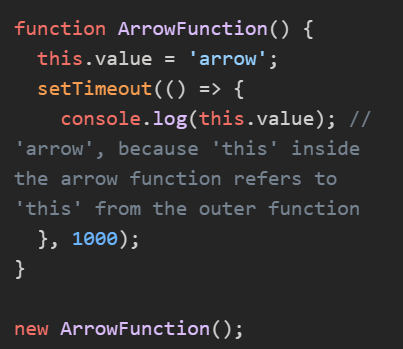 function ArrowFunction() {
  this.value = 'arrow';
  setTimeout(() => {
    console.log(this.value); //
'arrow', because 'this' inside
the arrow function refers to
'this' from the outer function
  }, 1000);
}

new ArrowFunction();